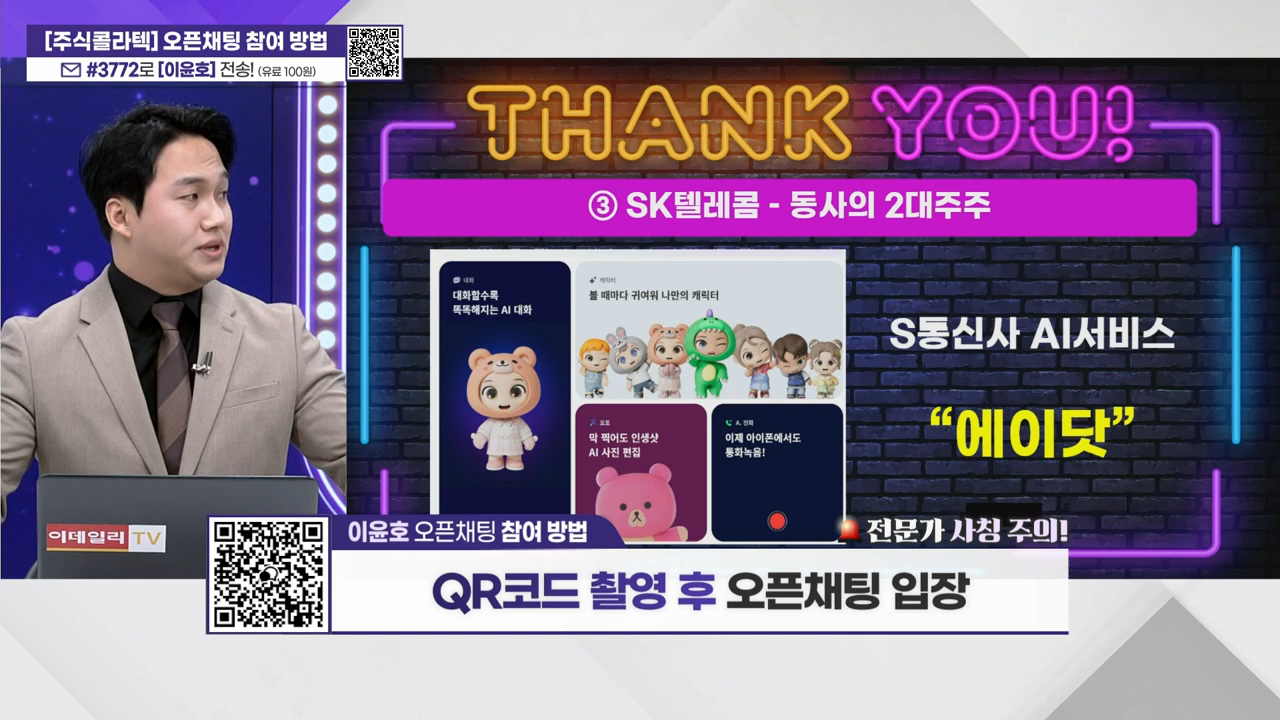 [주식콜라텍] 오픈채팅 참여 방법
#3772로 [이윤호] 전송! (유료 100원)
THANK YOU!
③ SK텔레콤 - 동사의 2대주주
대화
대화할수록
똑똑해지는 AI 대화
캐릭터
볼 때마다 귀여워 나만의 캐릭터
포토
막 찍어도 인생샷
AI 사진 편집
A. 전화
이제 아이폰에서도
통화녹음!
S통신사 AI서비스
“에이닷”
이데일리 TV
이윤호 오픈채팅 참여 방법
전문가 사칭 주의!
QR코드 촬영 후 오픈채팅 입장